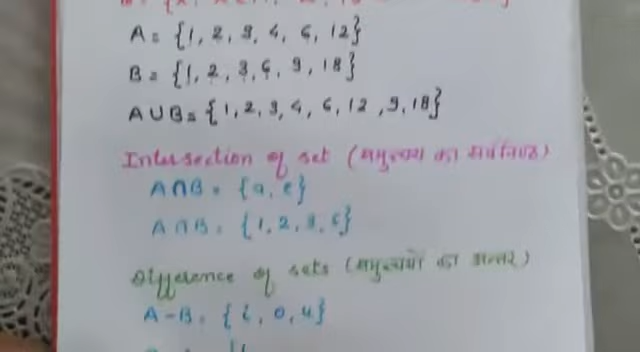 A = {1, 2, 3, 4, 6, 12}
B = {1, 2, 3, 6, 9, 18}
A∪B = {1, 2, 3, 4, 6, 12, 9, 18}
Intersection of set (समुच्चय का सर्वनिष्ठ)
A∩B = {a, e}
A∩B = {1, 2, 3, 6}
Difference of sets (समुच्चयों का अन्तर)
A-B = {i, o, u}